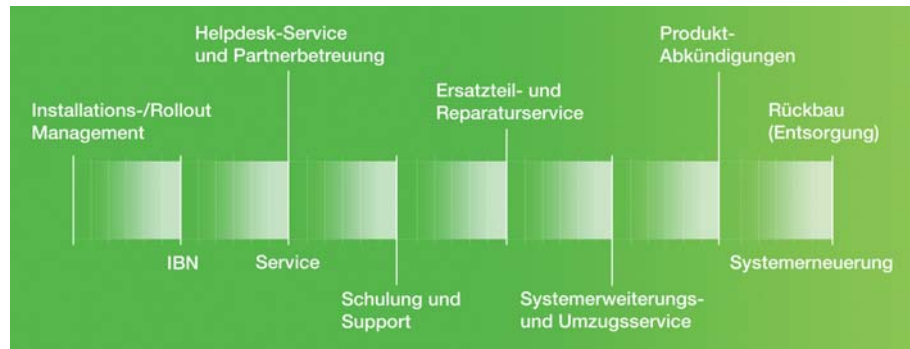 Helpdesk-Service
und Partnerbetreuung
Produkt-
Abkündigungen
Installations-/Rollout
Management
Ersatzteil- und
Reparaturservice
Rückbau
(Entsorgung)
IBN
Service
Systemerneuerung
Schulung und
Support
Systemerweiterungs-
und Umzugsservice